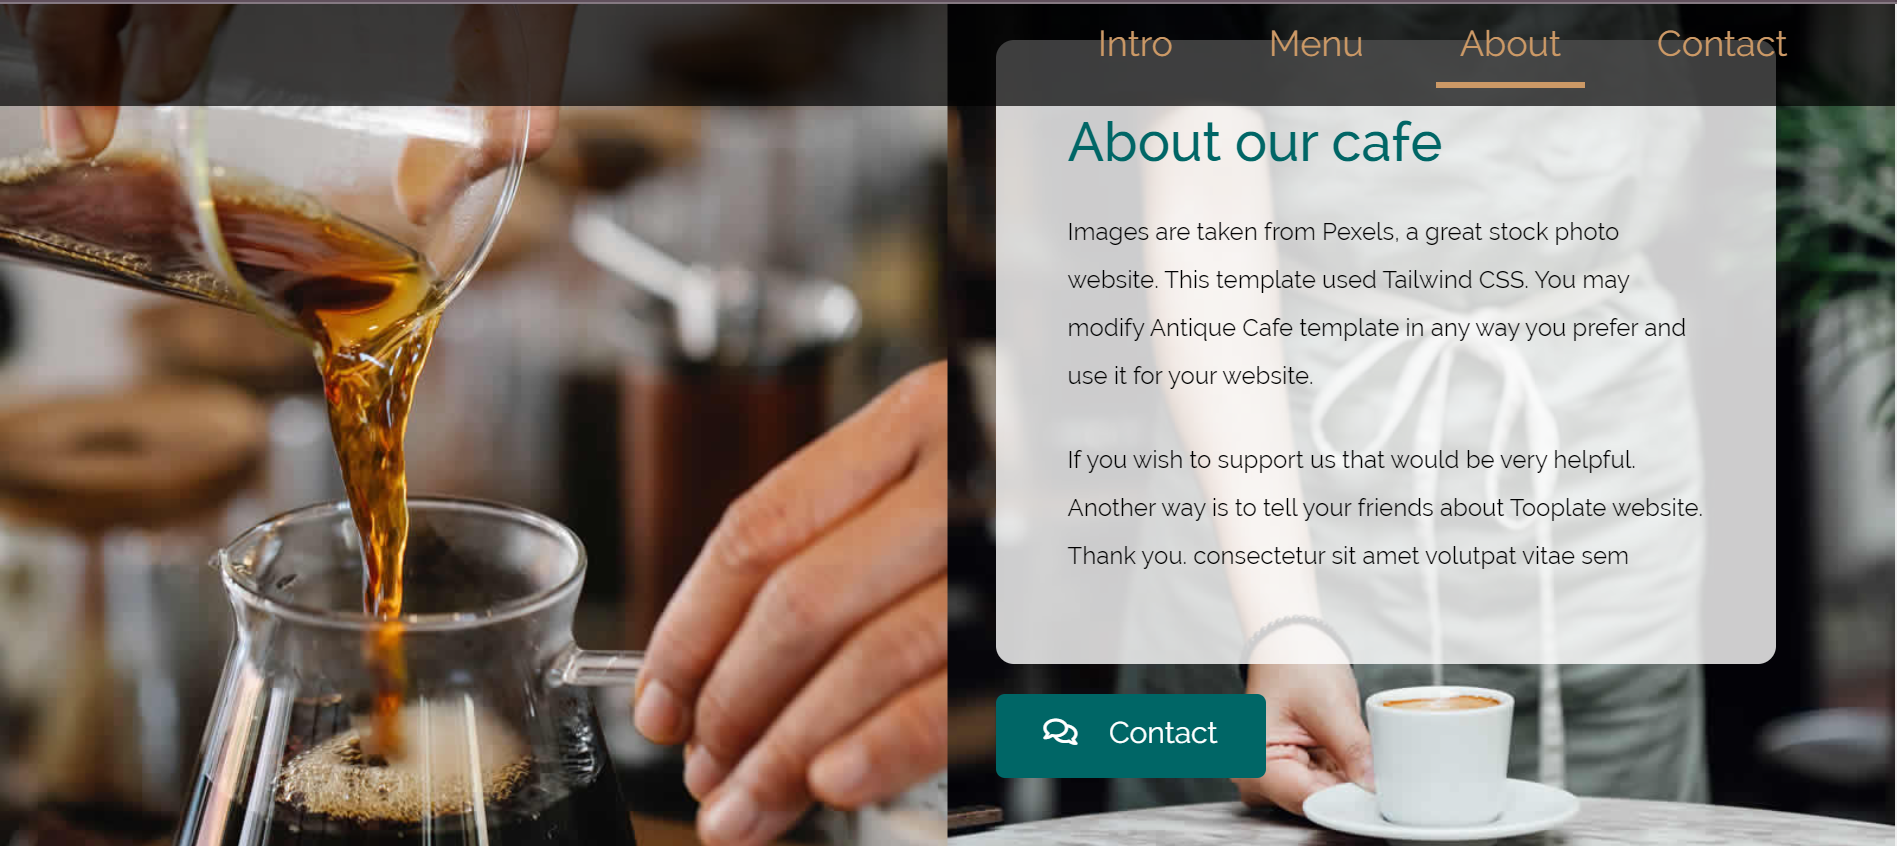 Intro Menu About Contact
About our cafe
Images are taken from Pexels, a great stock photo
website. This template used Tailwind CSS. You may
modify Antique Cafe template in any way you prefer and
use it for your website.
If you wish to support us that would be very helpful.
Another way is to tell your friends about Tooplate website.
Thank you. consectetur sit amet volutpat vitae sem
Contact